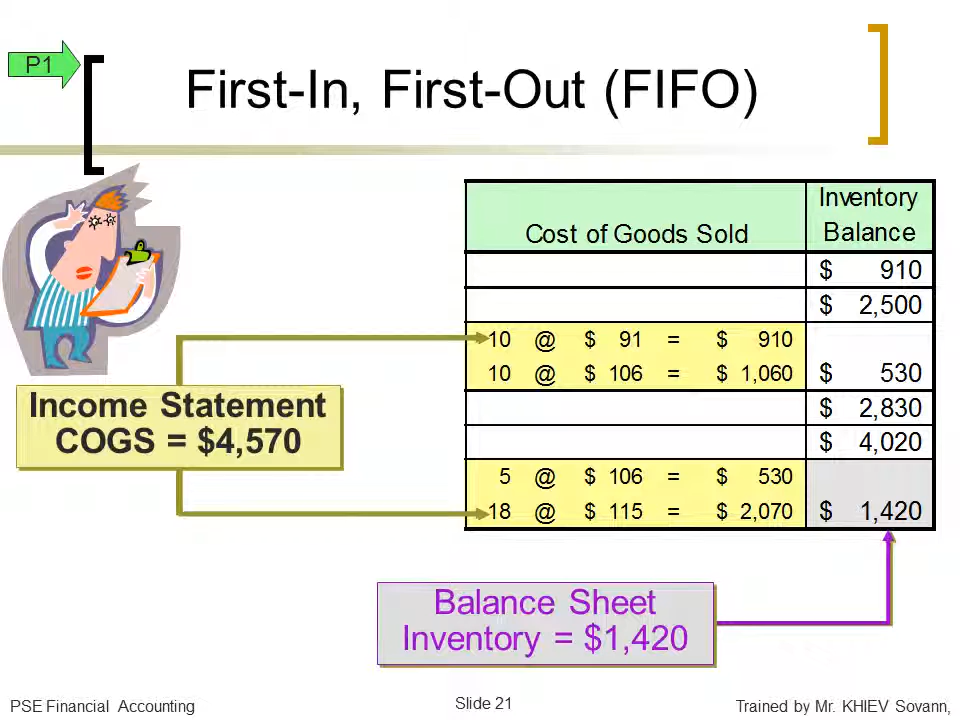 P1
First-In, First-Out (FIFO)
Cost of Goods Sold
Inventory
Balance
$ 910
$ 2,500
10 @ $ 91 = $ 910
10 @ $ 106 = $ 1,060 $ 530
$ 2,830
$ 4,020
5 @ $ 106 = $ 530
18 @ $ 115 = $ 2,070 $ 1,420
Income Statement
COGS = $4,570
Balance Sheet
Inventory = $1,420
PSE Financial Accounting
Slide 21
Trained by Mr. KHIEV Sovann,